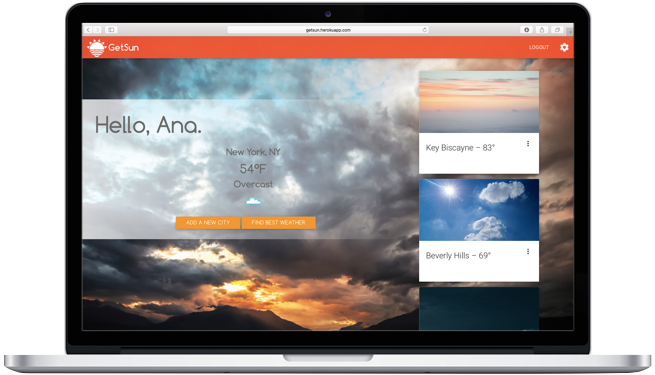 getsun.herokuapp.com
GetSun
LOGOUT
Hello, Ana.
New York, NY
54°F
Overcast
ADD A NEW CITY
FIND BEST WEATHER
Key Biscayne – 83°
Beverly Hills – 69°